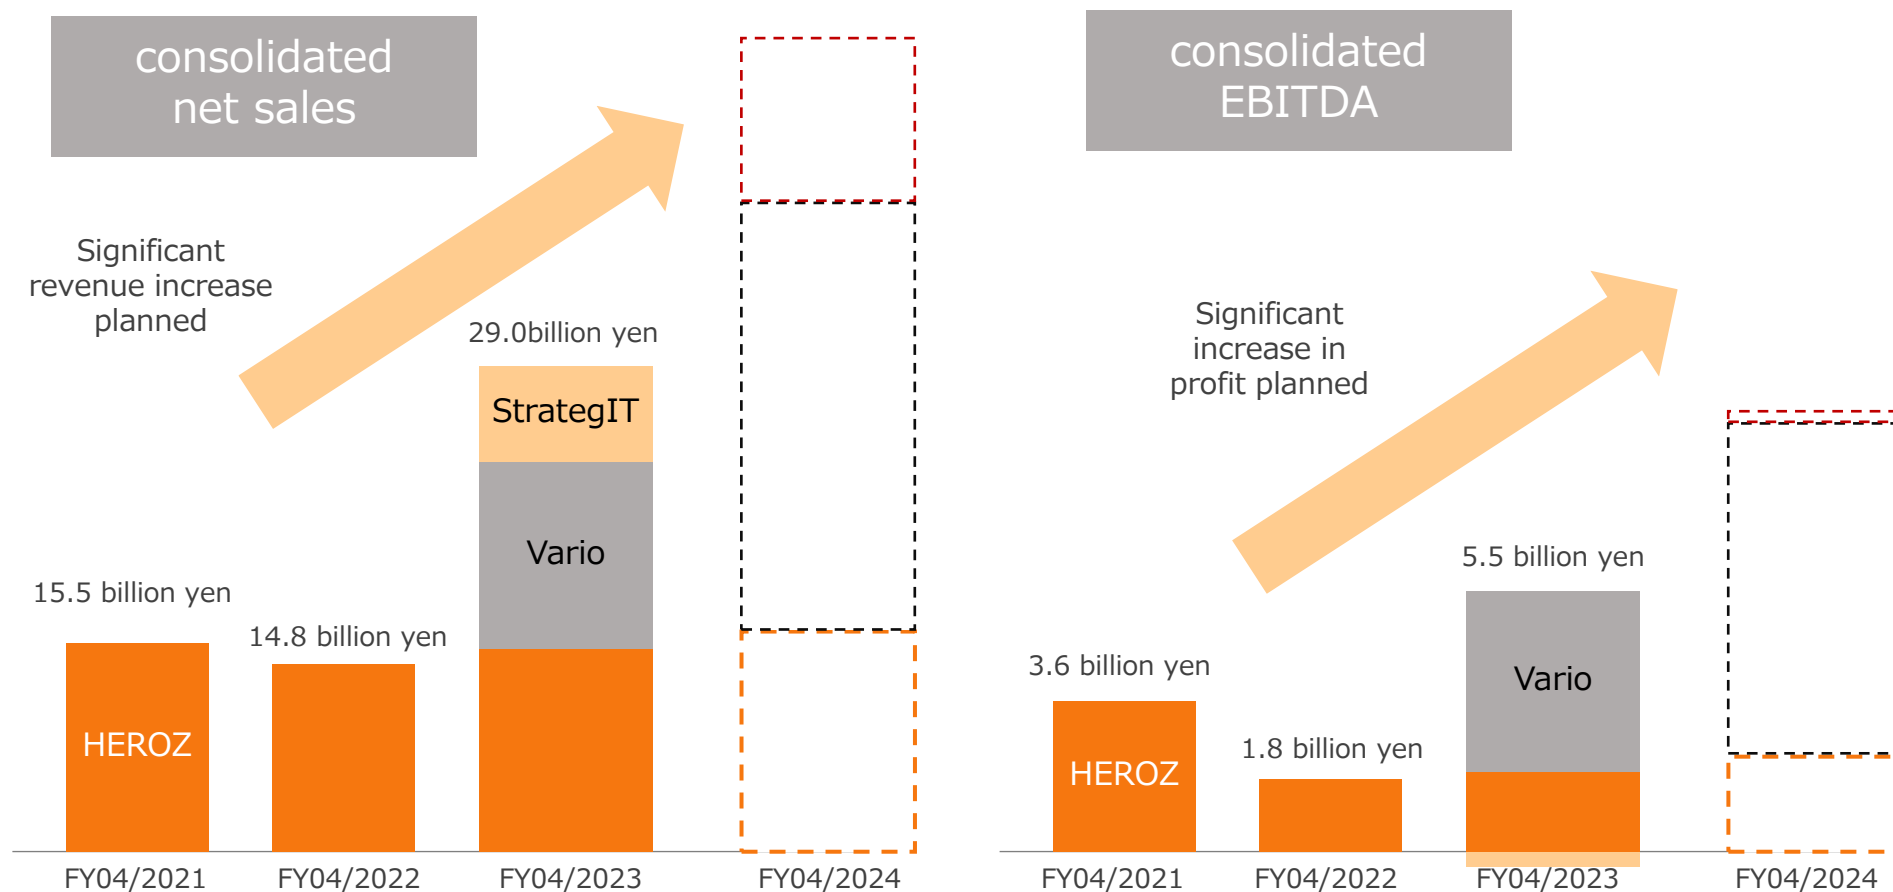 consolidated
net sales
Significant
revenue increase
planned
29.0billion yen
StrategIT
Vario
15.5 billion yen
14.8 billion yen
HEROZ
FY04/2021
FY04/2022
FY04/2023
FY04/2024
consolidated
EBITDA
Significant
increase in
profit planned
5.5 billion yen
Vario
3.6 billion yen
1.8 billion yen
HEROZ
FY04/2021
FY04/2022
FY04/2023
FY04/2024